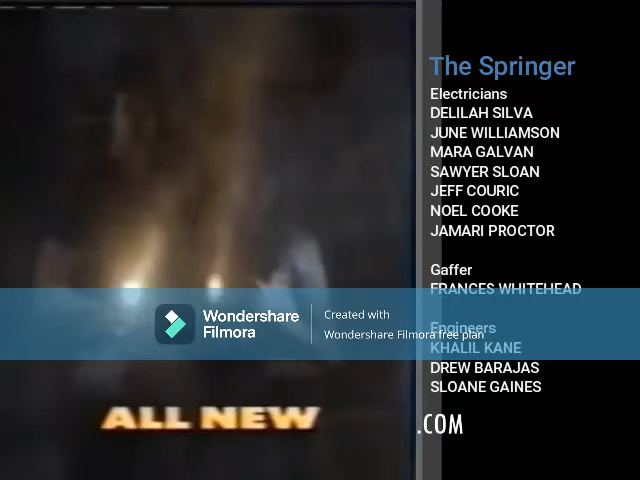 The Springer
Electricians
DELILAH SILVA
JUNE WILLIAMSON
MARA GALVAN
SAWYER SLOAN
JEFF COURIC
NOEL COOKE
JAMARI PROCTOR
Gaffer
FRANCES WHITEHEAD
Wondershare
Filmora
Created with
Wondershare Filmora free plan
Engineers
KHALIL KANE
DREW BARAJAS
SLOANE GAINES
ALL NEW
.COM